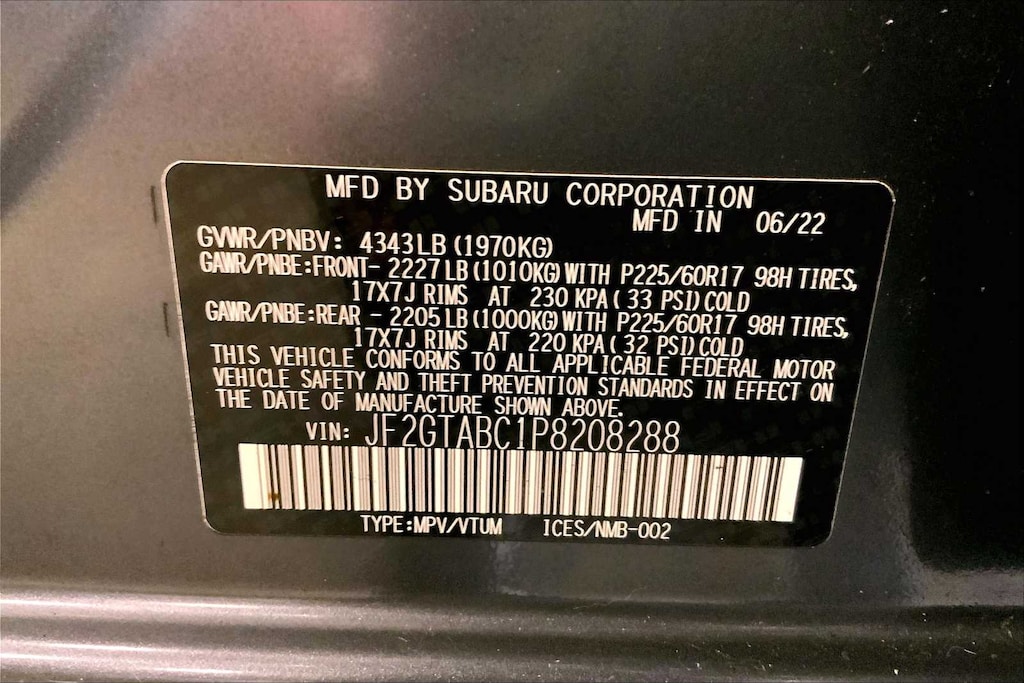 MFD BY SUBARU CORPORATION
MFD IN 06/22
GVWR/PNBV: 4343LB (1970KG)
GAWR/PNBE:FRONT- 2227LB (1010KG) WITH P225/60R17 98H TIRES,
17X7J RIMS AT 230 KPA ( 33 PSI) COLD
GAWR/PNBE:REAR - 2205LB (1000KG) WITH P225/60R17 98H TIRES,
17X7J RIMS AT 220 KPA ( 32 PSI) COLD
THIS VEHICLE CONFORMS TO ALL APPLICABLE FEDERAL MOTOR
VEHICLE SAFETY AND THEFT PREVENTION STANDARDS IN EFFECT ON
THE DATE OF MANUFACTURE SHOWN ABOVE.
VIN: JF2GTABC1P8208288
TYPE:MPV/VTUM ICES/NMB-002